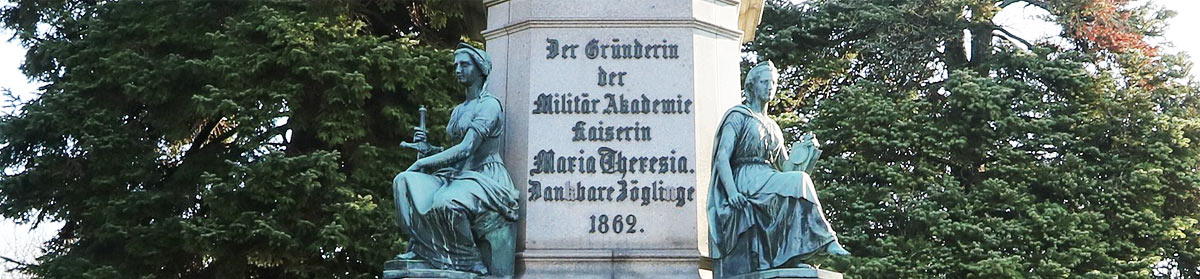 Der Gründerin
der
Militär Akademie
Kaiserin
Maria Theresia.
Dankbare Zöglinge
1862.